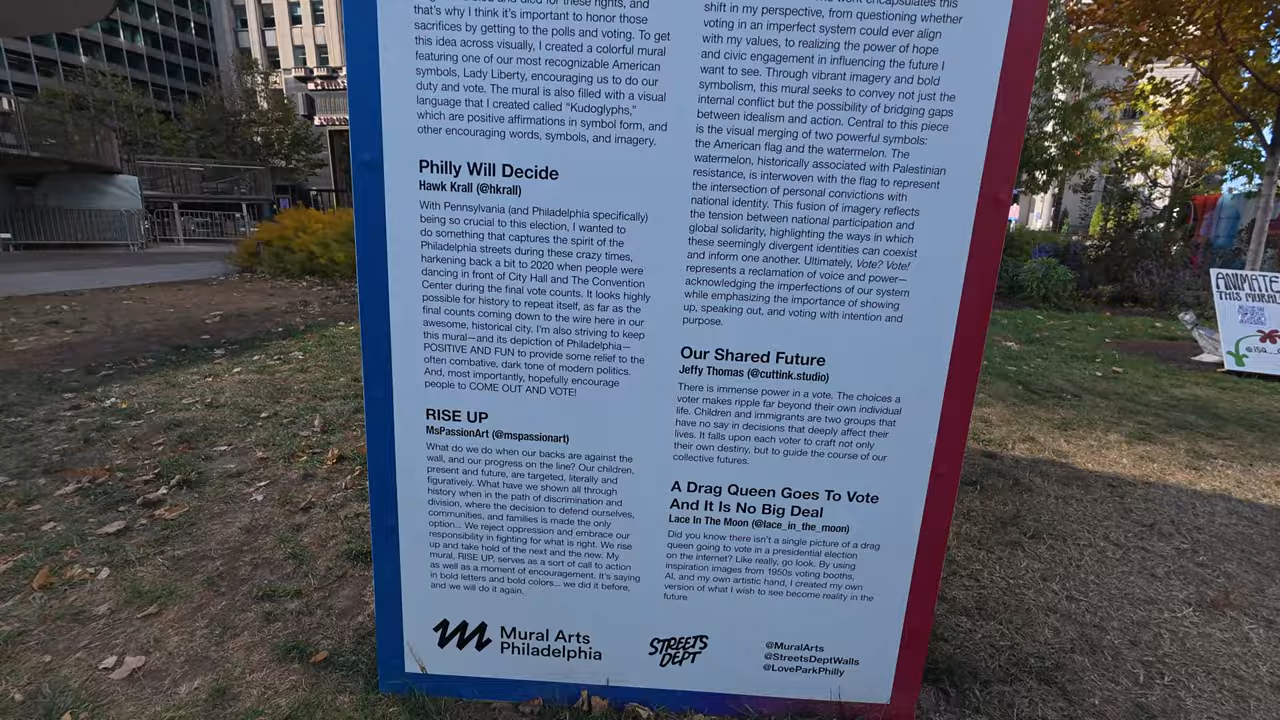 died for these rights, and
that's why I think it's important to honor those
sacrifices by getting to the polls and voting. To get
this idea across visually, I created a colorful mural
featuring one of our most recognizable American
symbols, Lady Liberty, encouraging us to do our
duty and vote. The mural is also filled with a visual
language that I created called "Kudoglyphs,"
which are positive affirmations in symbol form, and
other encouraging words, symbols, and imagery.
Philly Will Decide
Hawk Krall (@hkrall)
With Pennsylvania (and Philadelphia specifically)
being so crucial to this election, I wanted to
do something that captures the spirit of the
Philadelphia streets during these crazy times,
harkening back a bit to 2020 when people were
dancing in front of City Hall and The Convention
Center during the final vote counts. It looks highly
possible for history to repeat itself, as far as the
final counts coming down to the wire here in our
awesome, historical city. I'm also striving to keep
this mural—and its depiction of Philadelphia—
POSITIVE AND FUN to provide some relief to the
often combative, dark tone of modern politics.
And, most importantly, hopefully encourage
people to COME OUT AND VOTE!
RISE UP
MsPassionArt (@mspassionart)
What do we do when our backs are against the
wall, and our progress on the line? Our children,
present and future, are targeted, literally and
figuratively. What have we shown all through
history when in the path of discrimination and
division, where the decision to defend ourselves,
communities, and families is made the only
option... We reject oppression and embrace our
responsibility in fighting for what is right. We rise
up and take hold of the next and the new. My
mural, RISE UP, serves as a sort of call to action
as well as a moment of encouragement. It's saying
in bold letters and bold colors... we did it before,
and we will do it again.
work encapsulates this
shift in my perspective, from questioning whether
voting in an imperfect system could ever align
with my values, to realizing the power of hope
and civic engagement in influencing the future I
want to see. Through vibrant imagery and bold
symbolism, this mural seeks to convey not just the
internal conflict but the possibility of bridging gaps
between idealism and action. Central to this piece
is the visual merging of two powerful symbols:
the American flag and the watermelon. The
watermelon, historically associated with Palestinian
resistance, is interwoven with the flag to represent
the intersection of personal convictions with
national identity. This fusion of imagery reflects
the tension between national participation and
global solidarity, highlighting the ways in which
these seemingly divergent identities can coexist
and inform one another. Ultimately, Vote? Vote!
represents a reclamation of voice and power—
acknowledging the imperfections of our system
while emphasizing the importance of showing
up, speaking out, and voting with intention and
purpose.
Our Shared Future
Jeffy Thomas (@cuttink.studio)
There is immense power in a vote. The choices a
voter makes ripple far beyond their own individual
life. Children and immigrants are two groups that
have no say in decisions that deeply affect their
lives. It falls upon each voter to craft not only
their own destiny, but to guide the course of our
collective futures.
A Drag Queen Goes To Vote
And It Is No Big Deal
Lace In The Moon (@lace_in_the_moon)
Did you know there isn't a single picture of a drag
queen going to vote in a presidential election
on the internet? Like really, go look. By using
inspiration images from 1950s voting booths,
AI, and my own artistic hand, I created my own
version of what I wish to see become reality in the
future.
Mural Arts
Philadelphia
STREETS
DEPT
@MuralArts
@StreetsDeptWalls
@LoveParkPhilly
ANIMATE
THIS MURAL